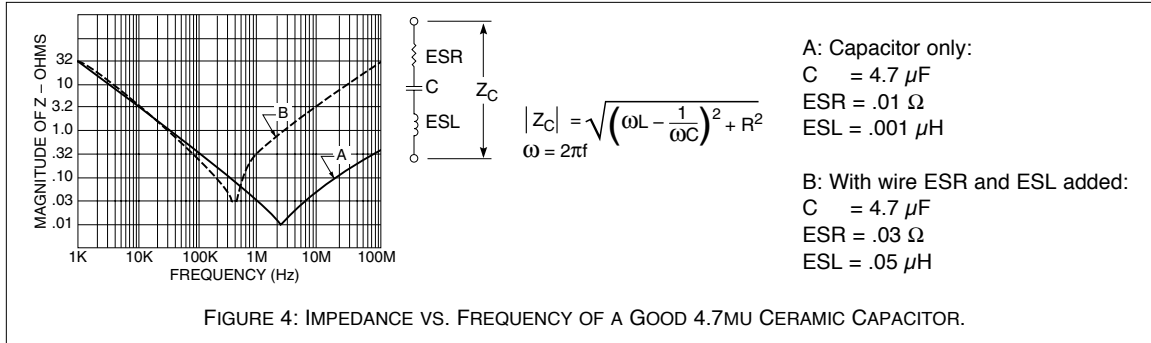 MAGNITUDE OF Z – OHMS
32
10
3.2
1.0
.32
.10
.03
.01
1K 10K 100K 1M 10M 100M
FREQUENCY (Hz)
B
A
ESR
C
ESL
ZC
|ZC| = √((ωL – 1/ωC)² + R²)
ω = 2πf
A: Capacitor only:
C = 4.7 µF
ESR = .01 Ω
ESL = .001 µH
B: With wire ESR and ESL added:
C = 4.7 µF
ESR = .03 Ω
ESL = .05 µH
FIGURE 4: IMPEDANCE VS. FREQUENCY OF A GOOD 4.7MU CERAMIC CAPACITOR.